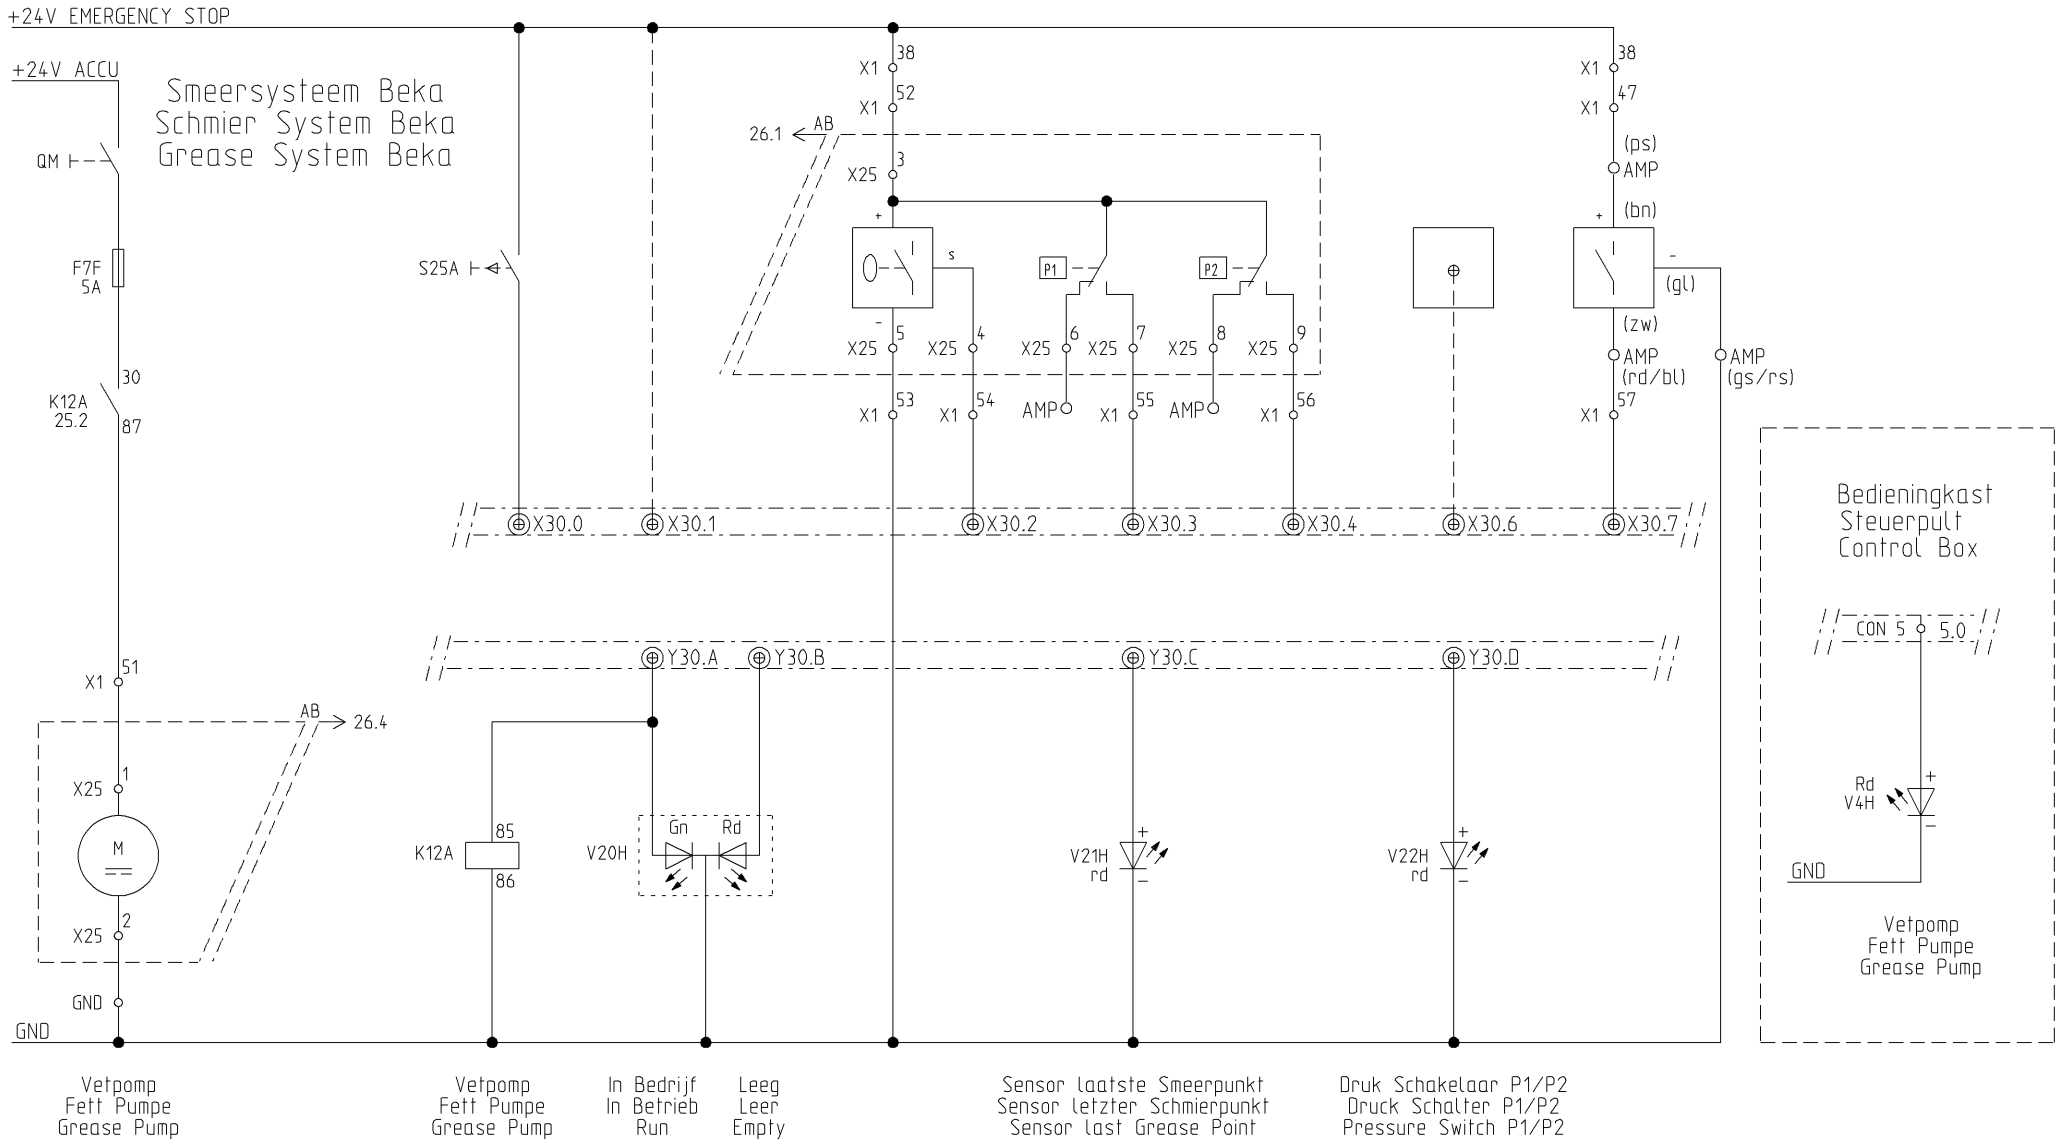 +24V EMERGENCY STOP
+24V ACCU
Smeersysteem Beka
Schmier System Beka
Grease System Beka
QM
F7F
5A
30
K12A
25.2
87
51
X1
AB
26.4
1
X25
M
2
X25
GND
GND
S25A
38
X1
52
X1
AB
26.1
3
X25
+
s
-
P1
P2
5
X25
4
X25
6
X25
7
X25
8
X25
9
X25
53
X1
54
X1
AMP
55
X1
AMP
56
X1
38
X1
47
X1
(ps)
AMP
(bn)
+
-
(gl)
(zw)
AMP
(rd/bl)
AMP
(gs/rs)
57
X1
X30.0
X30.1
X30.2
X30.3
X30.4
X30.6
X30.7
Y30.A
Y30.B
Y30.C
Y30.D
85
K12A
86
Gn
Rd
V20H
+
V21H
rd
-
+
V22H
rd
-
Bedieningkast
Steuerpult
Control Box
CON 5
5.0
Rd
V4H
+
-
GND
Vetpomp
Fett Pumpe
Grease Pump
Vetpomp
Fett Pumpe
Grease Pump
Vetpomp
Fett Pumpe
Grease Pump
In Bedrijf
In Betrieb
Run
Leeg
Leer
Empty
Sensor laatste Smeerpunkt
Sensor letzter Schmierpunkt
Sensor last Grease Point
Druk Schakelaar P1/P2
Druck Schalter P1/P2
Pressure Switch P1/P2